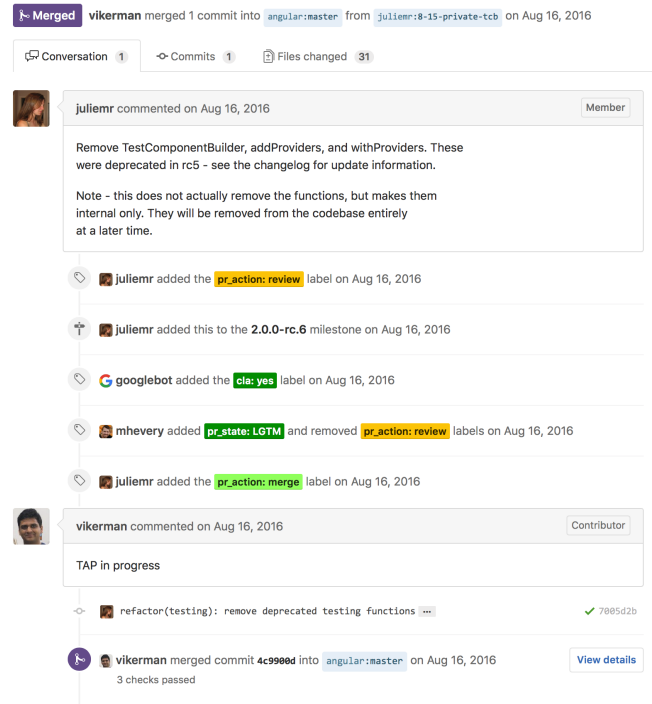 Merged vikerman merged 1 commit into angular:master from juliemr:8-15-private-tcb on Aug 16, 2016
Conversation 1 Commits 1 Files changed 31
juliemr commented on Aug 16, 2016 Member
Remove TestComponentBuilder, addProviders, and withProviders. These
were deprecated in rc5 - see the changelog for update information.
Note - this does not actually remove the functions, but makes them
internal only. They will be removed from the codebase entirely
at a later time.
juliemr added the pr_action: review label on Aug 16, 2016
juliemr added this to the 2.0.0-rc.6 milestone on Aug 16, 2016
googlebot added the cla: yes label on Aug 16, 2016
mhevery added pr_state: LGTM and removed pr_action: review labels on Aug 16, 2016
juliemr added the pr_action: merge label on Aug 16, 2016
vikerman commented on Aug 16, 2016 Contributor
TAP in progress
refactor(testing): remove deprecated testing functions … 7005d2b
vikerman merged commit 4c9900d into angular:master on Aug 16, 2016 View details
3 checks passed